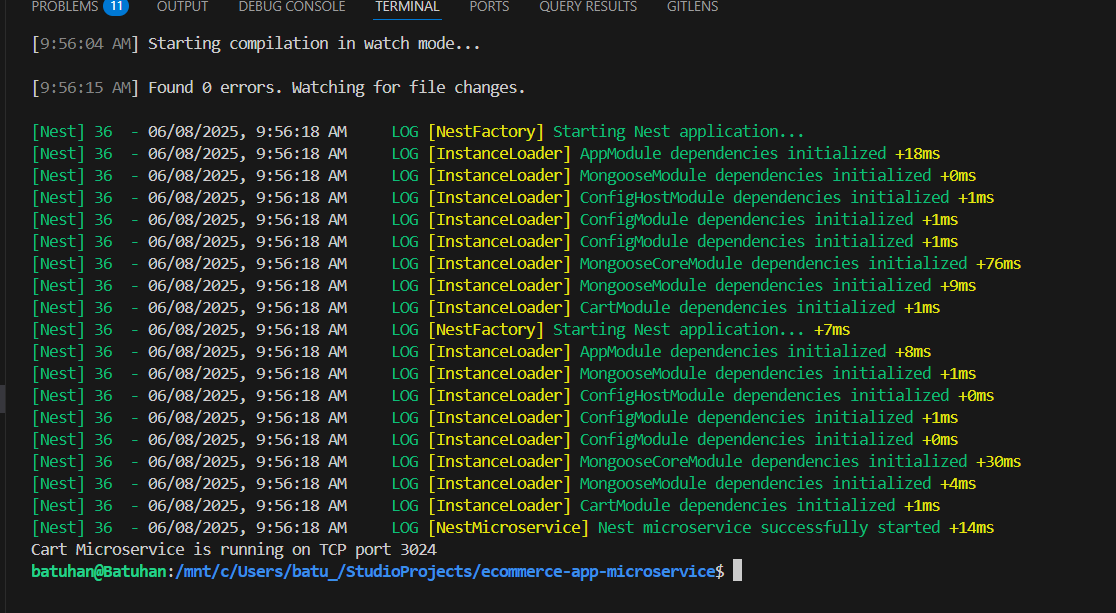 PROBLEMS 11 OUTPUT DEBUG CONSOLE TERMINAL PORTS QUERY RESULTS GITLENS
[9:56:04 AM] Starting compilation in watch mode...
[9:56:15 AM] Found 0 errors. Watching for file changes.
[Nest] 36  - 06/08/2025, 9:56:18 AM     LOG [NestFactory] Starting Nest application...
[Nest] 36  - 06/08/2025, 9:56:18 AM     LOG [InstanceLoader] AppModule dependencies initialized +18ms
[Nest] 36  - 06/08/2025, 9:56:18 AM     LOG [InstanceLoader] MongooseModule dependencies initialized +0ms
[Nest] 36  - 06/08/2025, 9:56:18 AM     LOG [InstanceLoader] ConfigHostModule dependencies initialized +1ms
[Nest] 36  - 06/08/2025, 9:56:18 AM     LOG [InstanceLoader] ConfigModule dependencies initialized +1ms
[Nest] 36  - 06/08/2025, 9:56:18 AM     LOG [InstanceLoader] ConfigModule dependencies initialized +1ms
[Nest] 36  - 06/08/2025, 9:56:18 AM     LOG [InstanceLoader] MongooseCoreModule dependencies initialized +76ms
[Nest] 36  - 06/08/2025, 9:56:18 AM     LOG [InstanceLoader] MongooseModule dependencies initialized +9ms
[Nest] 36  - 06/08/2025, 9:56:18 AM     LOG [InstanceLoader] CartModule dependencies initialized +1ms
[Nest] 36  - 06/08/2025, 9:56:18 AM     LOG [NestFactory] Starting Nest application... +7ms
[Nest] 36  - 06/08/2025, 9:56:18 AM     LOG [InstanceLoader] AppModule dependencies initialized +8ms
[Nest] 36  - 06/08/2025, 9:56:18 AM     LOG [InstanceLoader] MongooseModule dependencies initialized +1ms
[Nest] 36  - 06/08/2025, 9:56:18 AM     LOG [InstanceLoader] ConfigHostModule dependencies initialized +0ms
[Nest] 36  - 06/08/2025, 9:56:18 AM     LOG [InstanceLoader] ConfigModule dependencies initialized +1ms
[Nest] 36  - 06/08/2025, 9:56:18 AM     LOG [InstanceLoader] ConfigModule dependencies initialized +0ms
[Nest] 36  - 06/08/2025, 9:56:18 AM     LOG [InstanceLoader] MongooseCoreModule dependencies initialized +30ms
[Nest] 36  - 06/08/2025, 9:56:18 AM     LOG [InstanceLoader] MongooseModule dependencies initialized +4ms
[Nest] 36  - 06/08/2025, 9:56:18 AM     LOG [InstanceLoader] CartModule dependencies initialized +1ms
[Nest] 36  - 06/08/2025, 9:56:18 AM     LOG [NestMicroservice] Nest microservice successfully started +14ms
Cart Microservice is running on TCP port 3024
batuhan@Batuhan:/mnt/c/Users/batu_/StudioProjects/ecommerce-app-microservice$